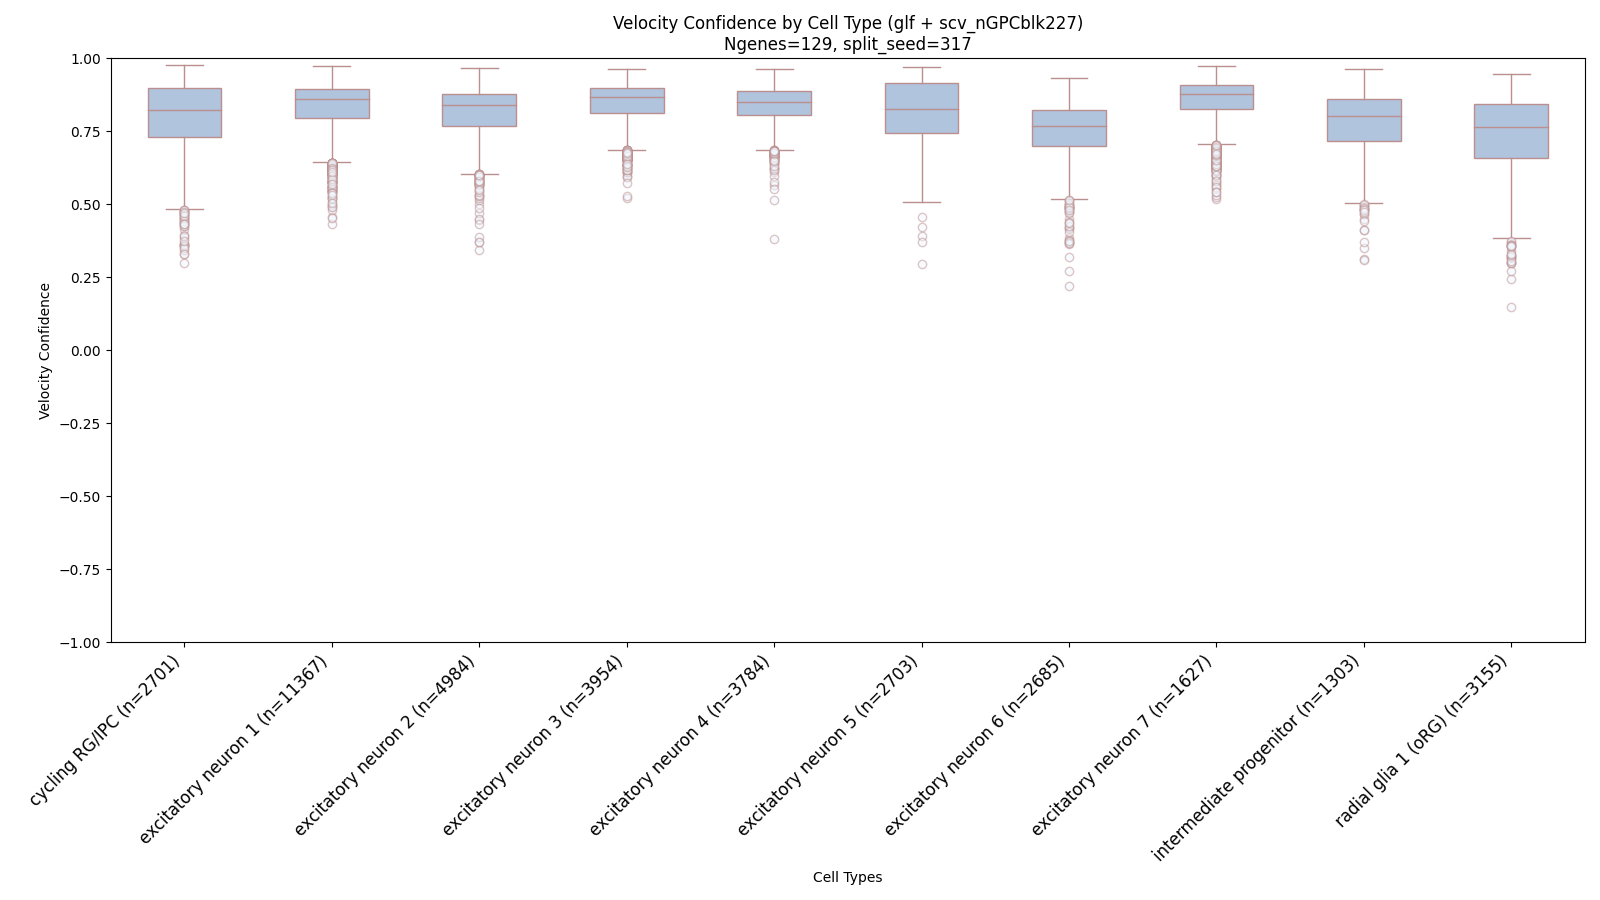 Velocity Confidence by Cell Type (glf + scv_nGPCblk227)
Ngenes=129, split_seed=317
Velocity Confidence
1.00
0.75
0.50
0.25
0.00
−0.25
−0.50
−0.75
−1.00
cycling RG/IPC (n=2701)
excitatory neuron 1 (n=11367)
excitatory neuron 2 (n=4984)
excitatory neuron 3 (n=3954)
excitatory neuron 4 (n=3784)
excitatory neuron 5 (n=2703)
excitatory neuron 6 (n=2685)
excitatory neuron 7 (n=1627)
intermediate progenitor (n=1303)
radial glia 1 (oRG) (n=3155)
Cell Types